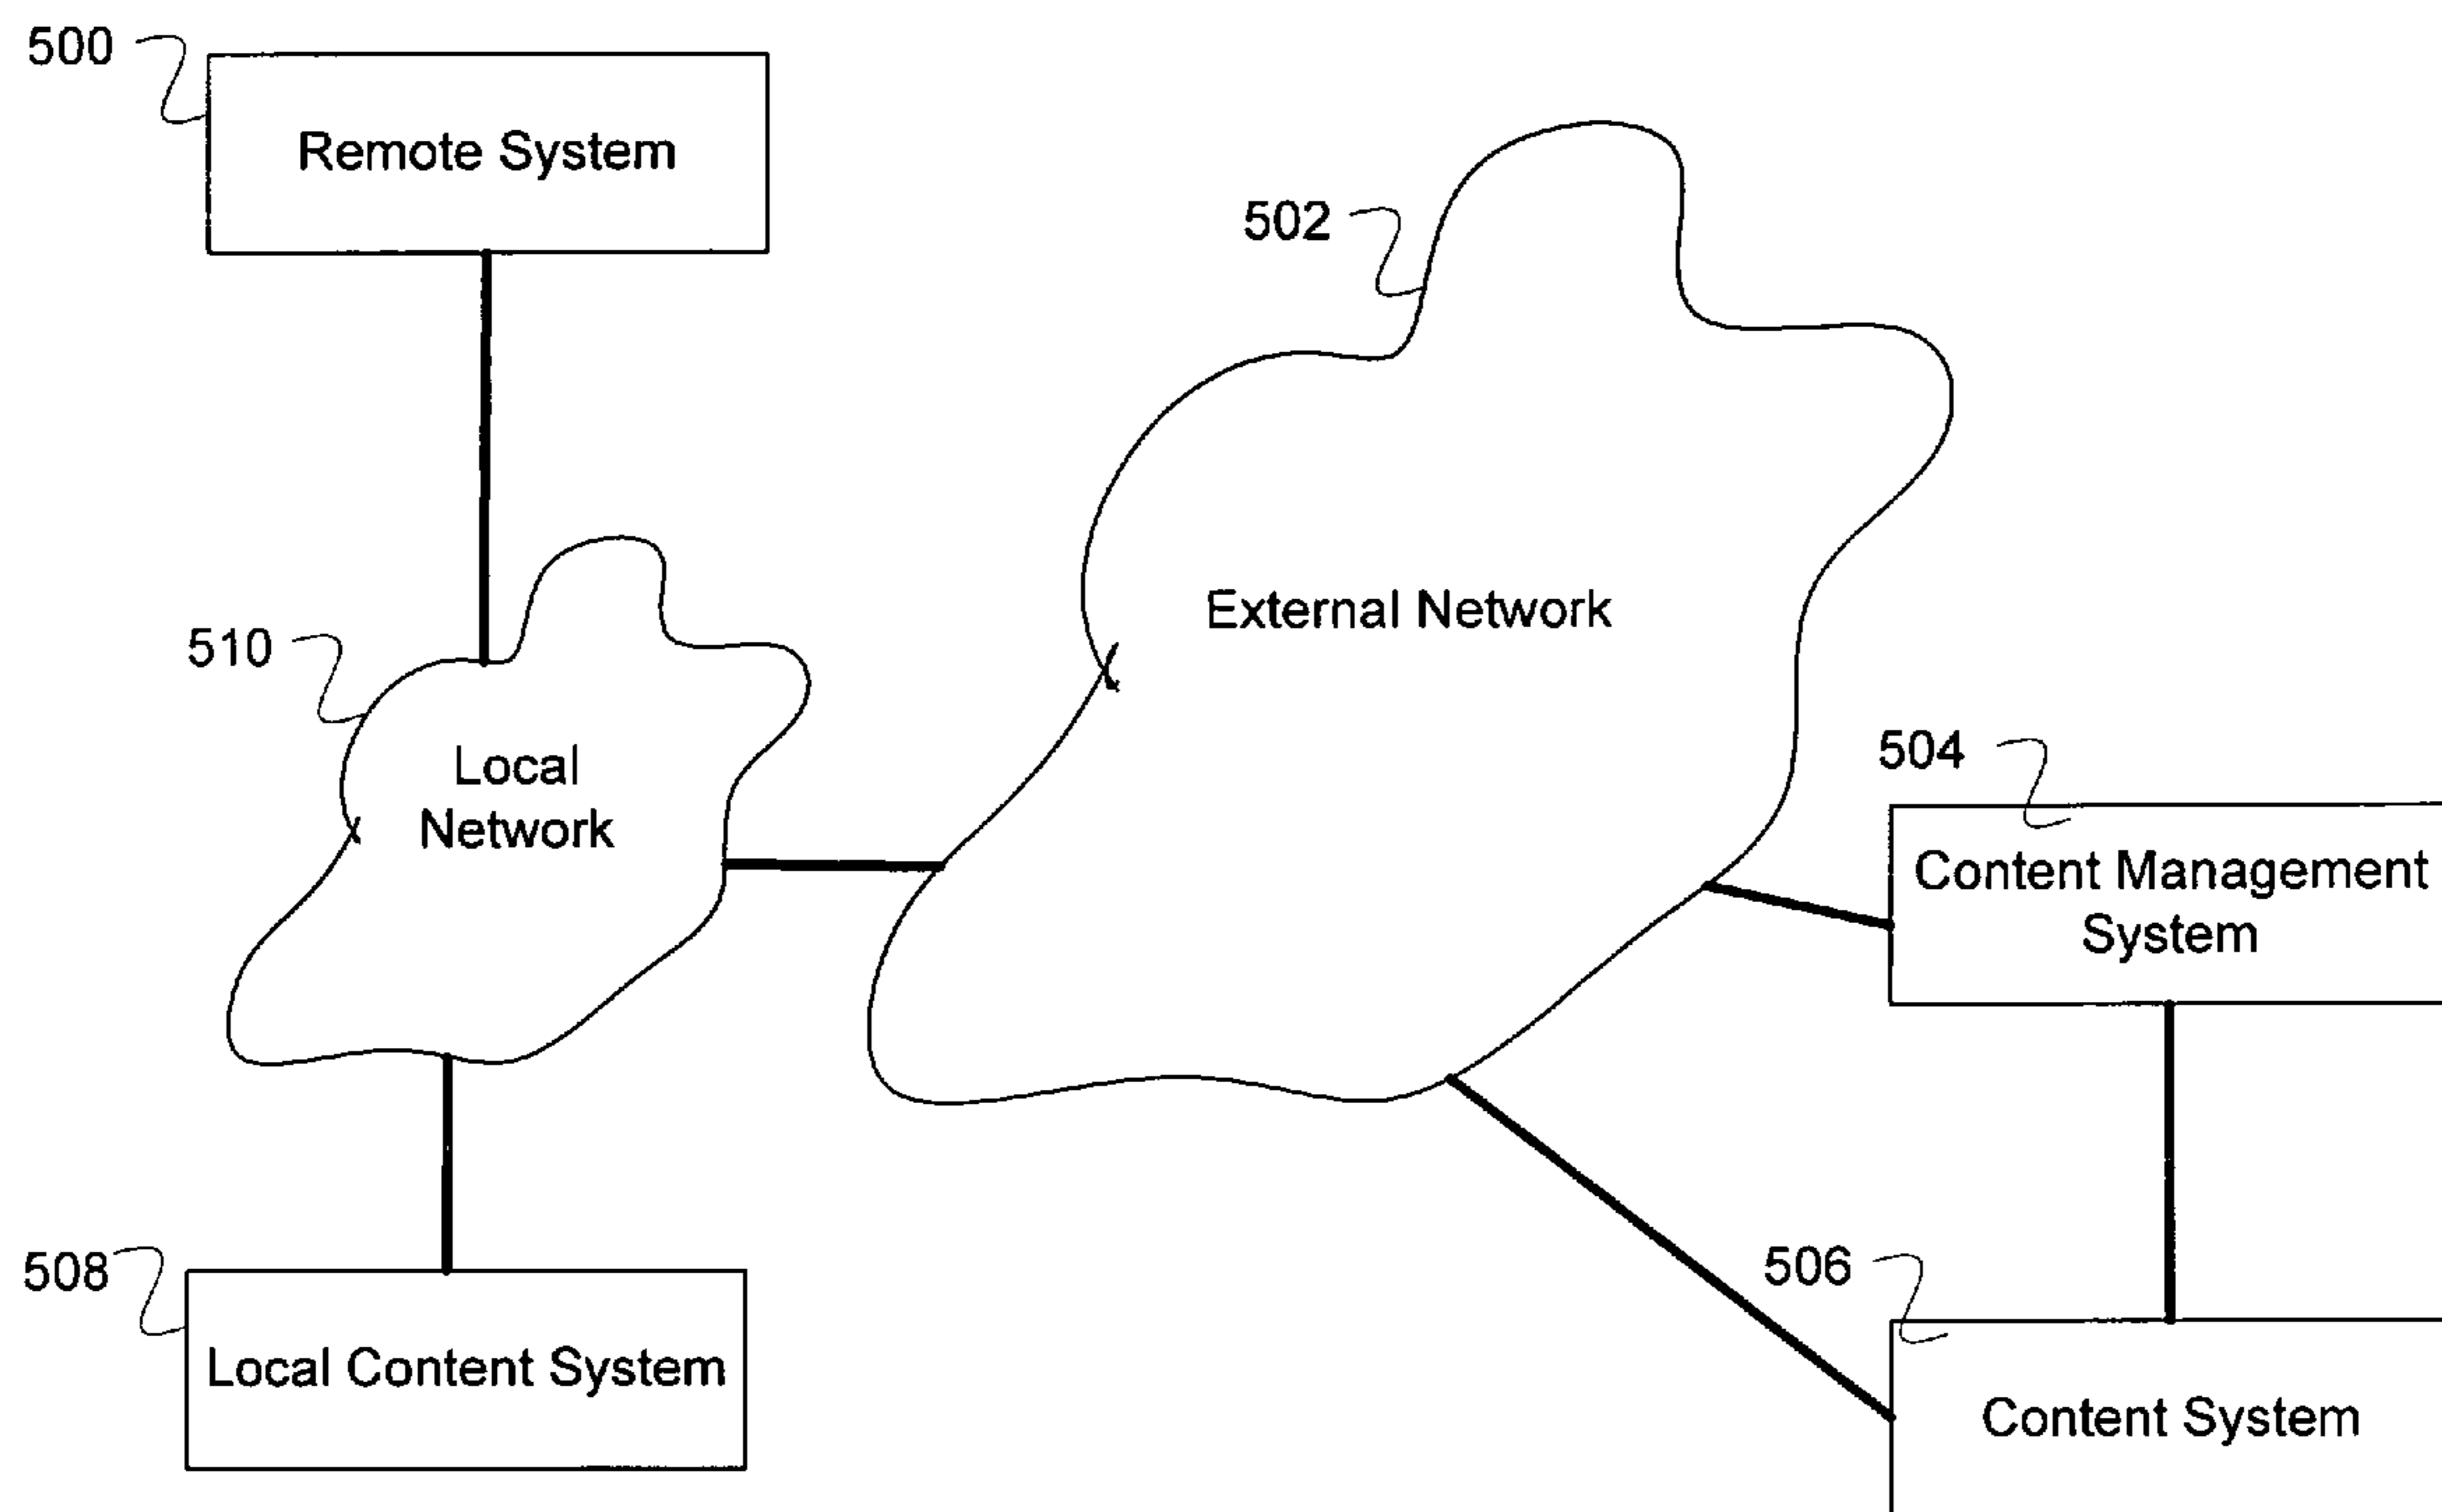 500
Remote System
502
External Network
510
Local
Network
504
Content Management
System
508
Local Content System
506
Content System